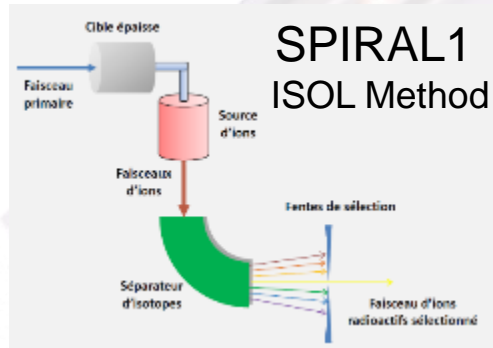 SPIRAL1
ISOL Method
Cible épaisse
Faisceau
primaire
Source
d'ions
Faisceaux
d'ions
Fentes de sélection
Séparateur
d'isotopes
Faisceau d'ions
radioactifs sélectionné